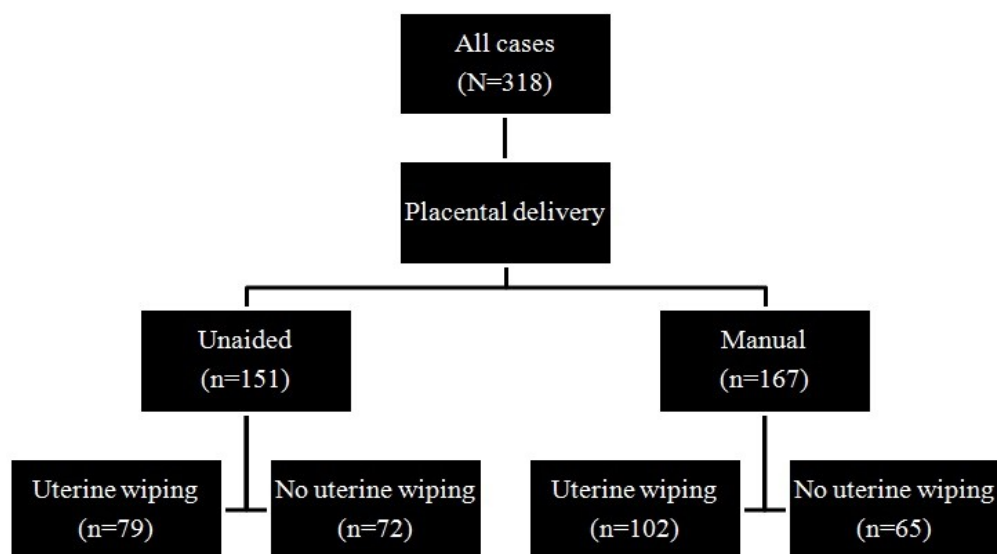 All cases
(N=318)
Placental delivery
Unaided
(n=151)
Manual
(n=167)
Uterine wiping
(n=79)
No uterine wiping
(n=72)
Uterine wiping
(n=102)
No uterine wiping
(n=65)